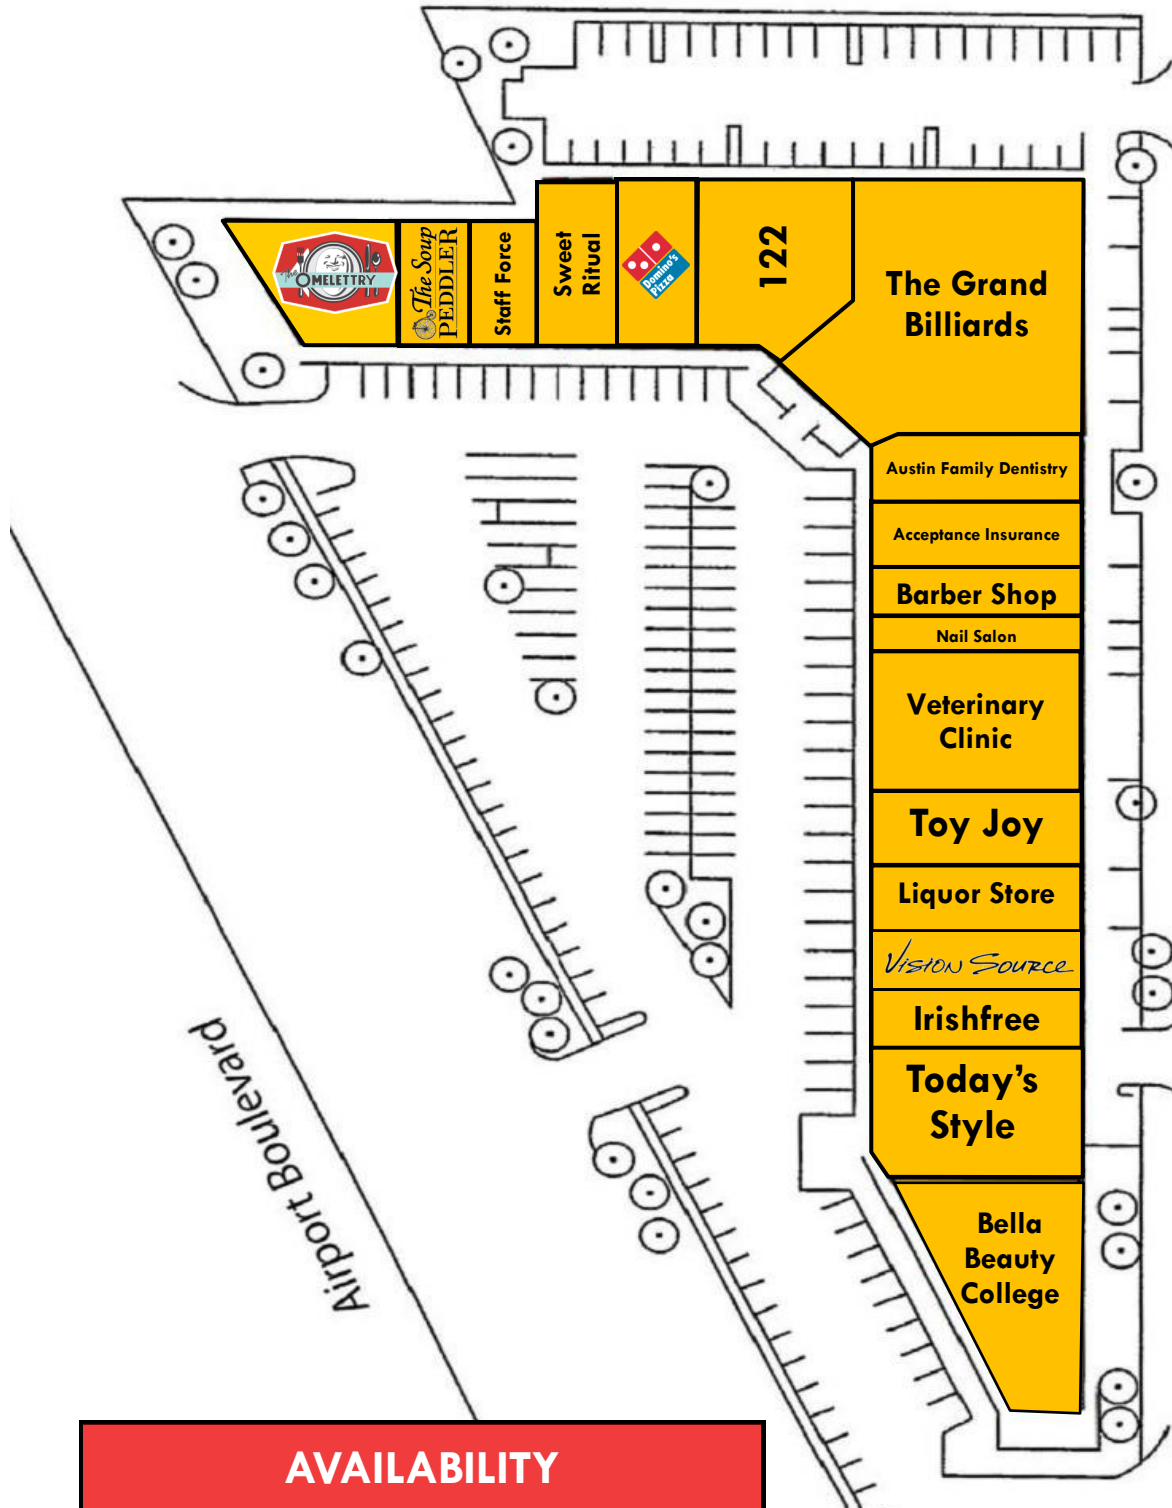 The
OMELETTRY
The Soup
PEDDLER
Staff Force
Sweet
Ritual
Domino's
Pizza
122
The Grand
Billiards
Austin Family Dentistry
Acceptance Insurance
Barber Shop
Nail Salon
Veterinary
Clinic
Toy Joy
Liquor Store
VISION SOURCE
Irishfree
Today's
Style
Bella
Beauty
College
Airport Boulevard
AVAILABILITY